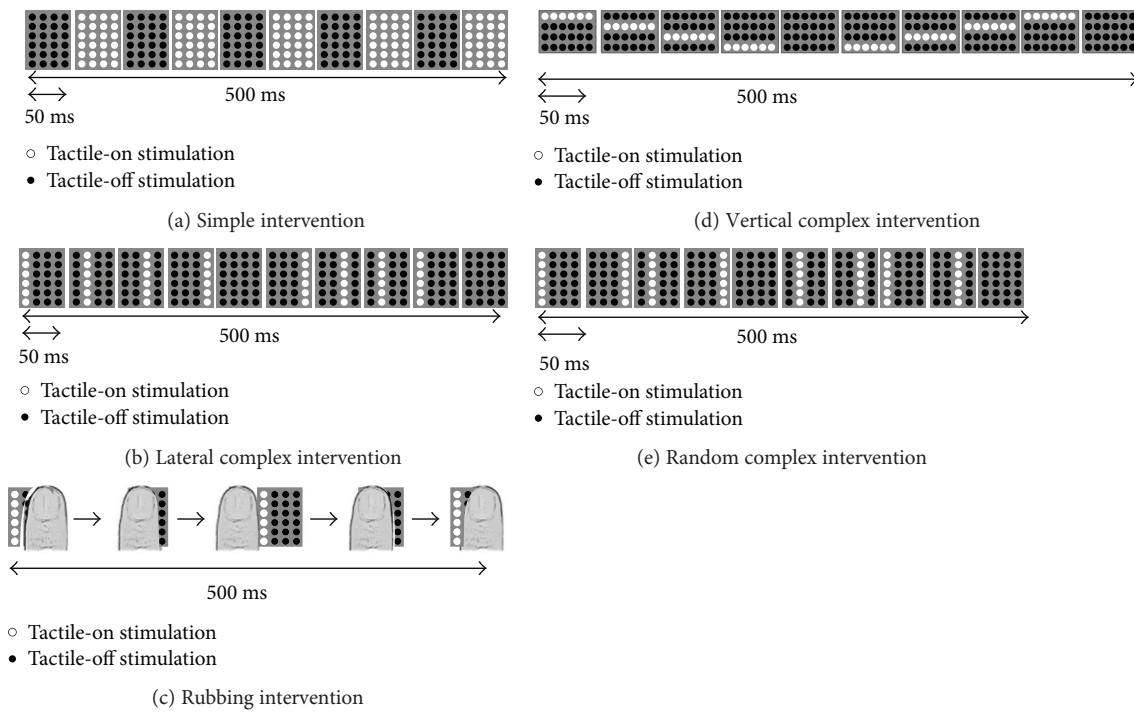 500 ms
50 ms
Tactile-on stimulation
Tactile-off stimulation
(a) Simple intervention
500 ms
50 ms
Tactile-on stimulation
Tactile-off stimulation
(d) Vertical complex intervention
500 ms
50 ms
Tactile-on stimulation
Tactile-off stimulation
(b) Lateral complex intervention
500 ms
50 ms
Tactile-on stimulation
Tactile-off stimulation
(e) Random complex intervention
500 ms
Tactile-on stimulation
Tactile-off stimulation
(c) Rubbing intervention